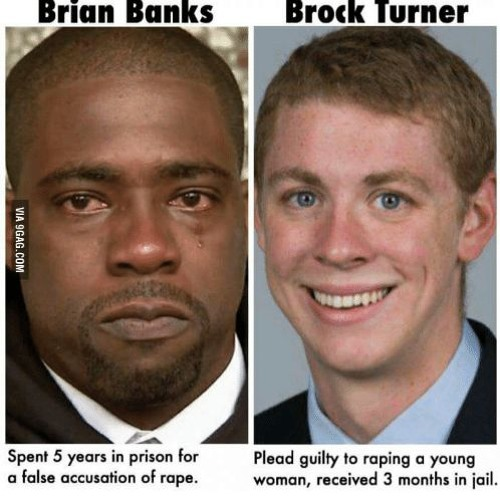 Brian Banks
Brock Turner
VIA 9GAG.COM
Spent 5 years in prison for
a false accusation of rape.
Plead guilty to raping a young
woman, received 3 months in jail.